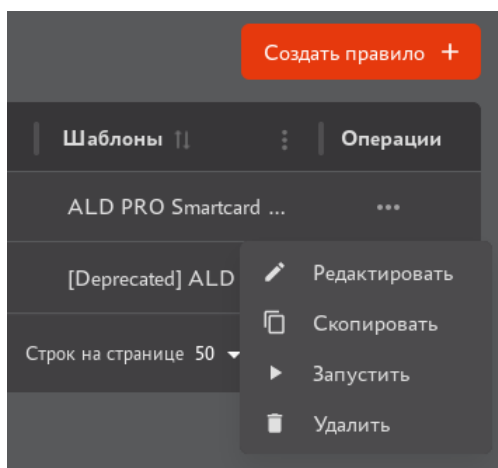 Создать правило +
Шаблоны Операции
ALD PRO Smartcard ...
[Deprecated] ALD
Редактировать
Скопировать
Строк на странице 50
Запустить
Удалить